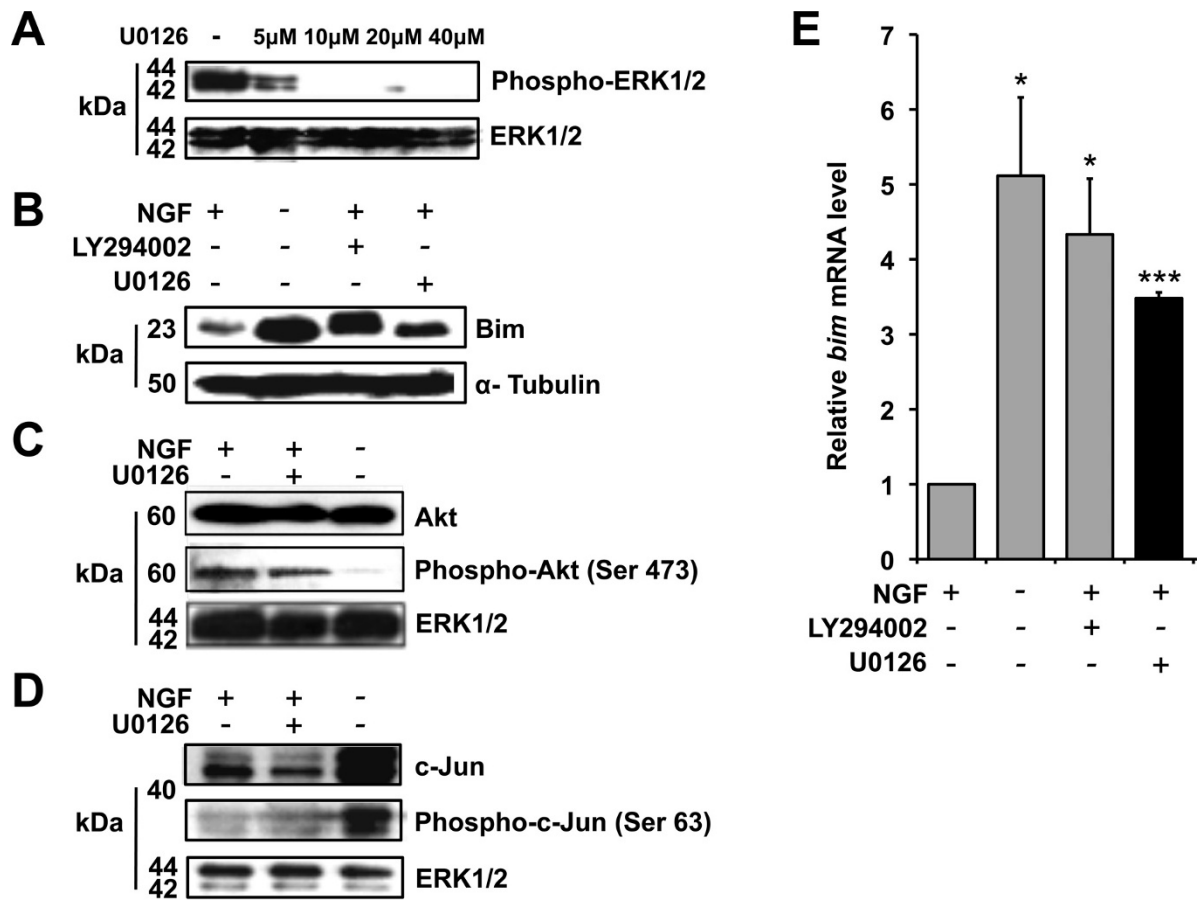 A
U0126 - 5µM 10µM 20µM 40µM
44
42
Phospho-ERK1/2
kDa
44
42
ERK1/2
B
NGF + - + +
LY294002 - - + -
U0126 - - - +
23
Bim
kDa
50
α- Tubulin
C
NGF + + -
U0126 - + -
60
Akt
kDa
60
Phospho-Akt (Ser 473)
44
42
ERK1/2
D
NGF + + -
U0126 - + -
c-Jun
40
kDa
Phospho-c-Jun (Ser 63)
44
42
ERK1/2
E
Relative bim mRNA level
7
6
5
4
3
2
1
0
*
*
***
NGF + - + +
LY294002 - - + -
U0126 - - - +